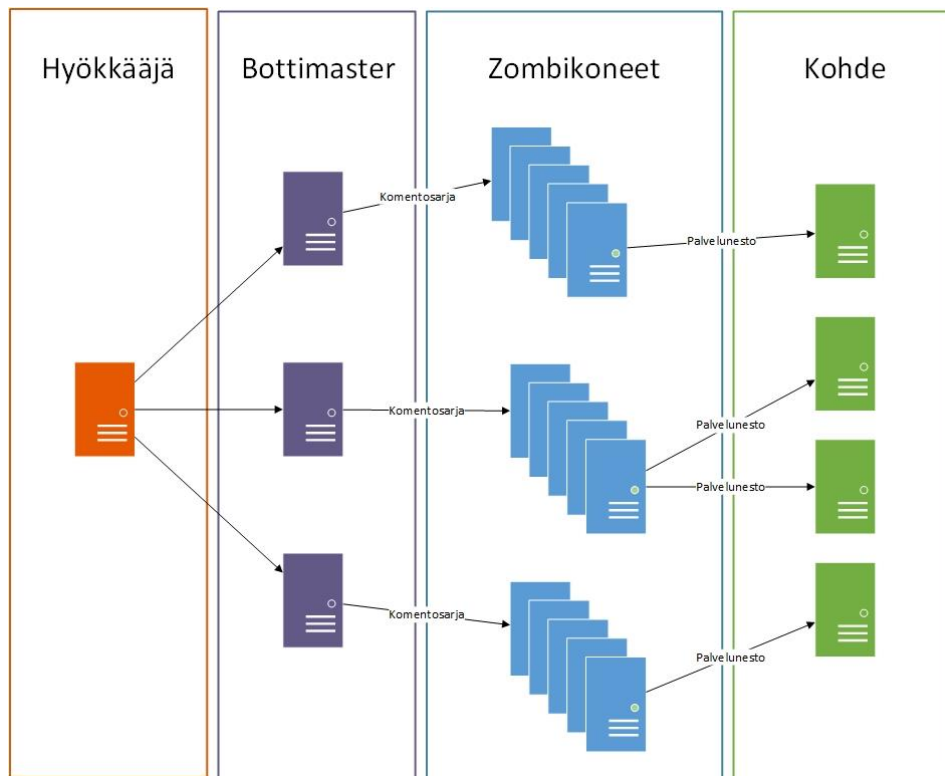 Hyökkääjä
Bottimaster
Zombikoneet
Kohde
Komentosarja
Palvelunesto
Komentosarja
Palvelunesto
Palvelunesto
Komentosarja
Palvelunesto